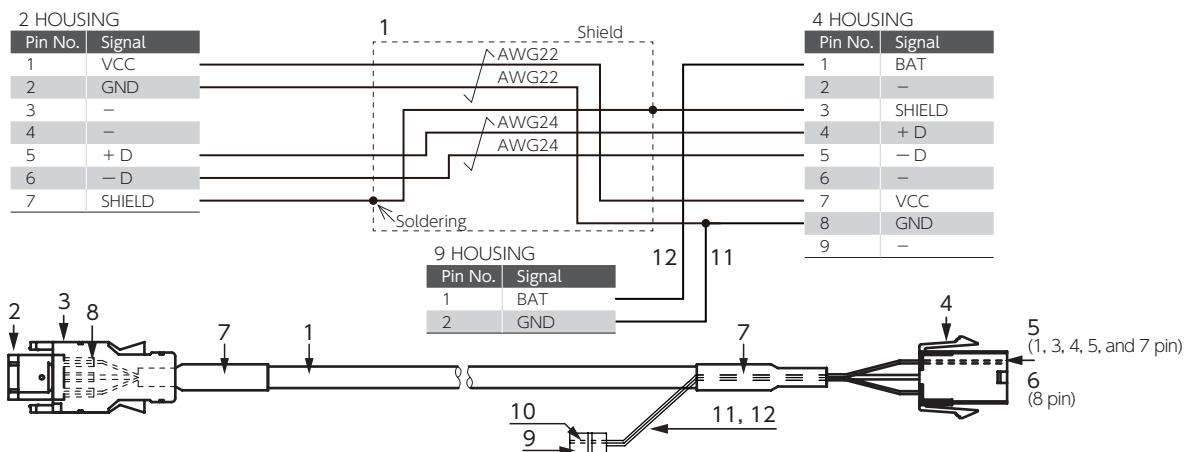 2 HOUSING
Pin No. Signal
1 VCC
2 GND
3 −
4 −
5 + D
6 − D
7 SHIELD
1
Shield
AWG22
AWG22
AWG24
AWG24
Soldering
4 HOUSING
Pin No. Signal
1 BAT
2 −
3 SHIELD
4 + D
5 − D
6 −
7 VCC
8 GND
9 −
12 11
9 HOUSING
Pin No. Signal
1 BAT
2 GND
2 3 8 7 1 7 4
5
(1, 3, 4, 5, and 7 pin)
6
(8 pin)
10
9
11, 12